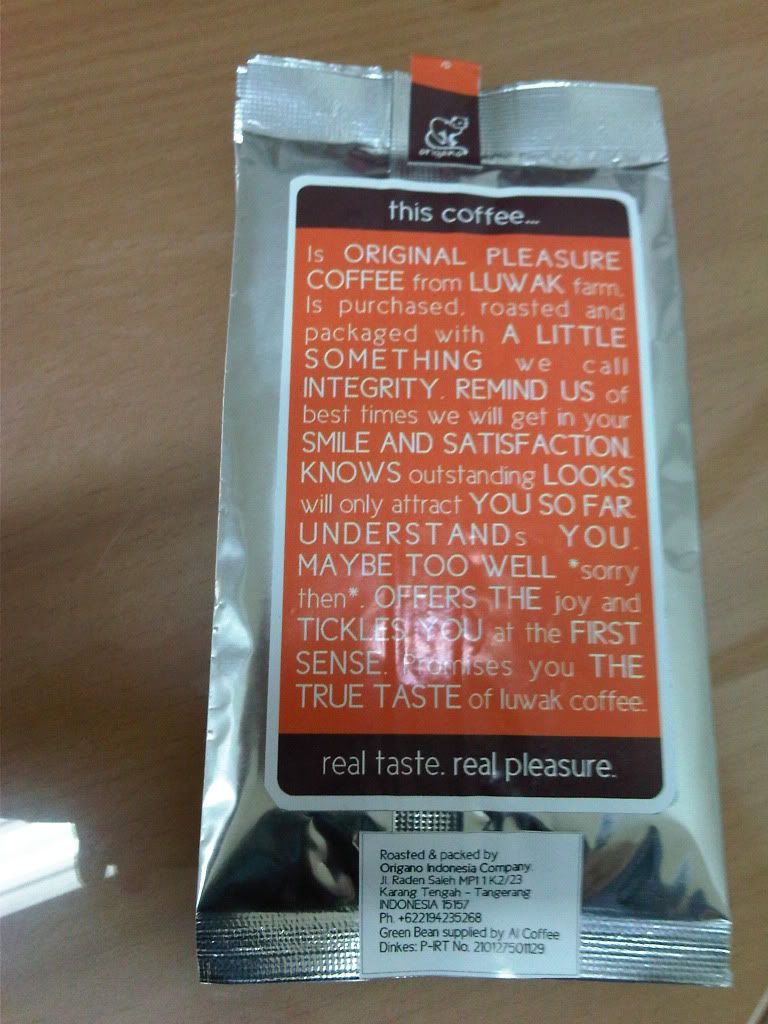 origano
this coffee...
Is ORIGINAL PLEASURE
COFFEE from LUWAK farm.
Is purchased, roasted and
packaged with A LITTLE
SOMETHING we call
INTEGRITY. REMIND US of
best times we will get in your
SMILE AND SATISFACTION.
KNOWS outstanding LOOKS
will only attract YOU SO FAR.
UNDERSTANDs YOU.
MAYBE TOO WELL *sorry
then*. OFFERS THE joy and
TICKLES YOU at the FIRST
SENSE. Promises you THE
TRUE TASTE of luwak coffee.
real taste. real pleasure.
Roasted & packed by
Origano Indonesia Company.
Jl. Raden Saleh MP1 1 K2/23
Karang Tengah - Tangerang
INDONESIA 15157
Ph. +622194235268
Green Bean supplied by Al Coffee
Dinkes: P-IRT No. 210127501129